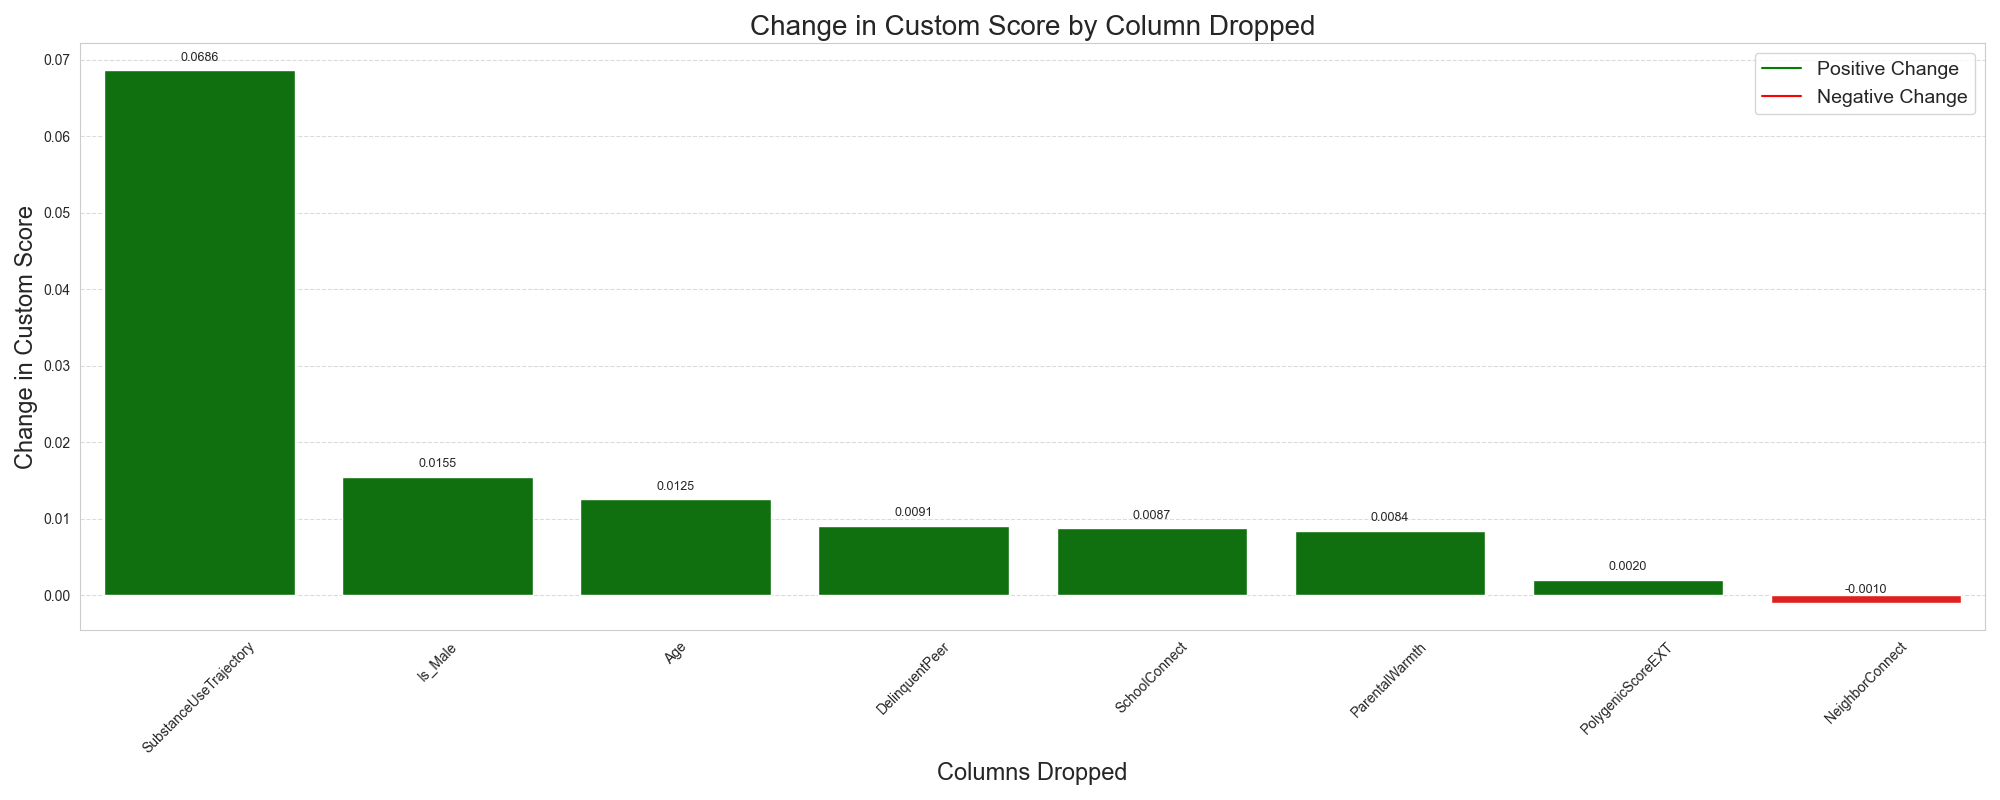 Change in Custom Score by Column Dropped
Positive Change
Negative Change
Change in Custom Score
0.07
0.06
0.05
0.04
0.03
0.02
0.01
0.00
0.0686
0.0155
0.0125
0.0091
0.0087
0.0084
0.0020
-0.0010
SubstanceUseTrajectory
Is_Male
Age
DelinquentPeer
SchoolConnect
ParentalWarmth
PolygenicScoreEXT
NeighborConnect
Columns Dropped